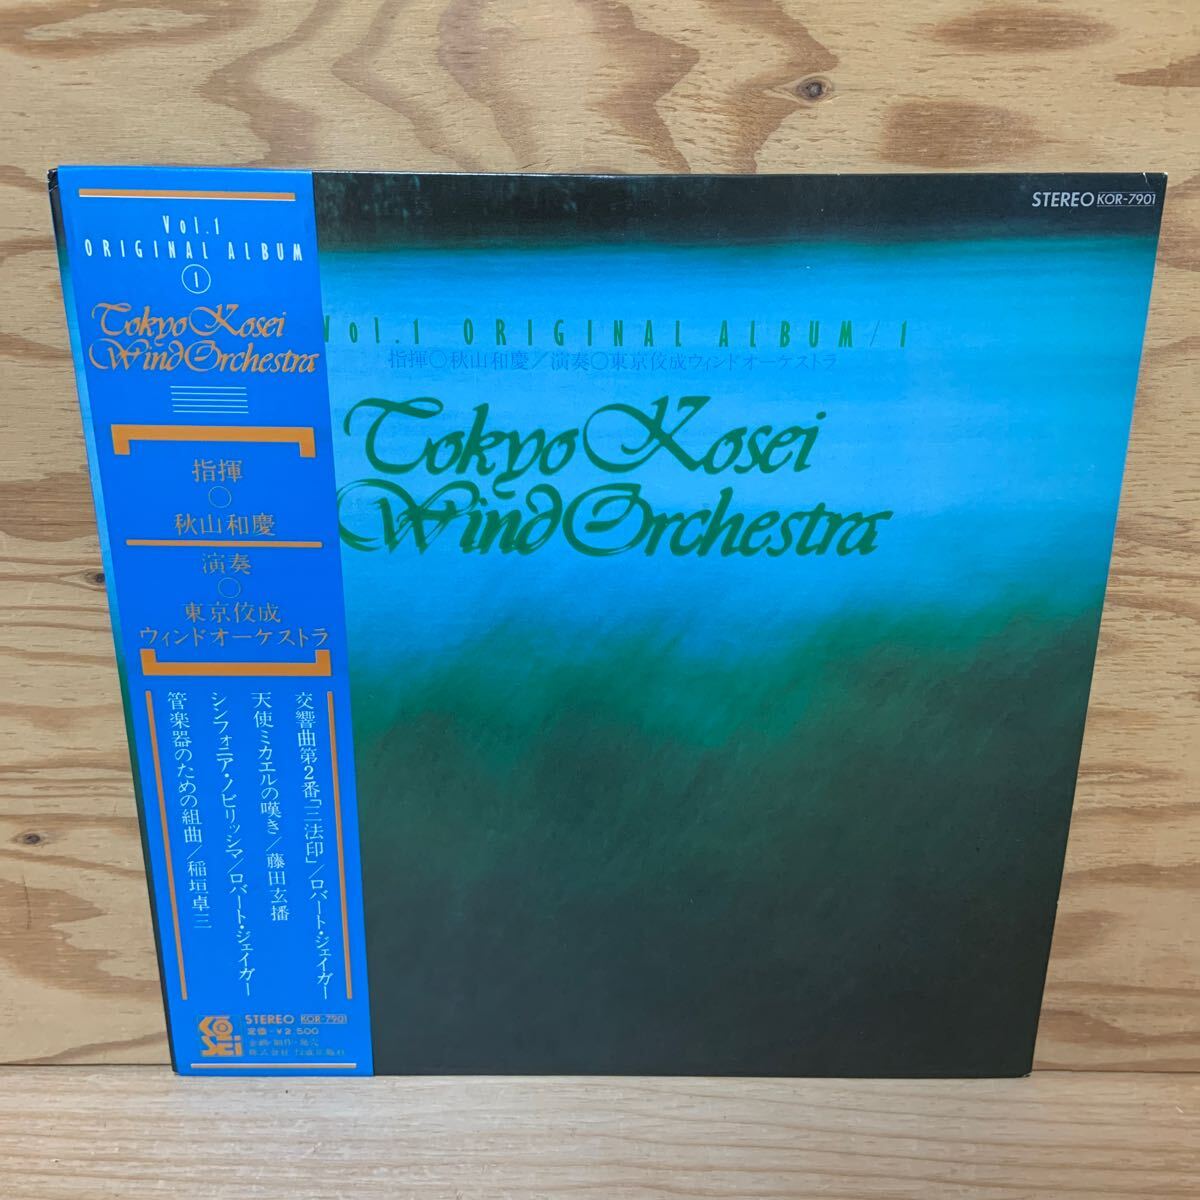 Vol.1
ORIGINAL ALBUM
1
Tokyo Kosei
Wind Orchestra
指揮
○
秋山和慶
演奏
○
東京佼成
ウィンドオーケストラ
交響曲第2番「三法印」/ロバート・ジェイガー
天使ミカエルの嘆き/藤田玄播
シンフォニア・ノビリッシマ/ロバート・ジェイガー
管楽器のための組曲/稲垣卓三
KOSEI
STEREO KOR-7901
定価・¥2,500
STEREO KOR-7901
Vol.1 ORIGINAL ALBUM/1
指揮○秋山和慶/演奏○東京佼成ウィンドオーケストラ
Tokyo Kosei
Wind Orchestra